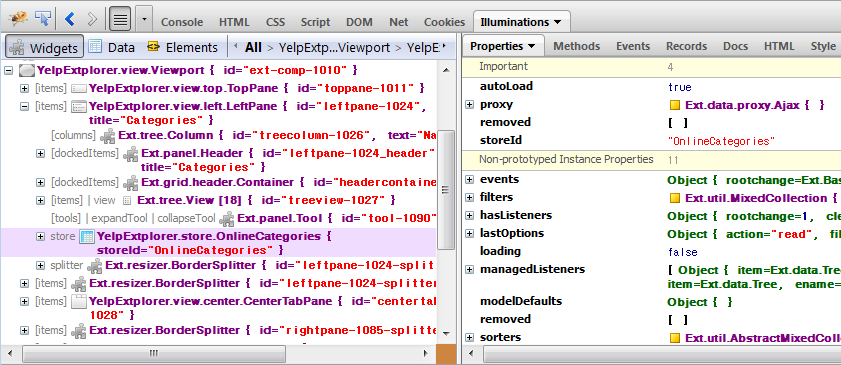 Console HTML CSS Script DOM Net Cookies Illuminations
Widgets Data Elements All > YelpExtp...Viewport > YelpE
YelpExtplorer.view.Viewport { id="ext-comp-1010" }
[items] YelpExtplorer.view.top.TopPane { id="toppane-1011" }
[items] YelpExtplorer.view.left.LeftPane { id="leftpane-1024",
title="Categories" }
[columns] Ext.tree.Column { id="treecolumn-1026", text="Na
[dockedItems] Ext.panel.Header { id="leftpane-1024_header"
title="Categories" }
[dockedItems] Ext.grid.header.Container { id="headercontaine
[items] | view Ext.tree.View [18] { id="treeview-1027" }
[tools] | expandTool | collapseTool Ext.panel.Tool { id="tool-1090"
store YelpExtplorer.store.OnlineCategories {
storeId="OnlineCategories" }
splitter Ext.resizer.BorderSplitter { id="leftpane-1024-split
[items] Ext.resizer.BorderSplitter { id="leftpane-1024-splitter
[items] YelpExtplorer.view.center.CenterTabPane { id="centertab
1028" }
[items] Ext.resizer.BorderSplitter { id="rightpane-1085-splitte
Properties Methods Events Records Docs HTML Style
Important 4
autoLoad true
proxy Ext.data.proxy.Ajax { }
removed [ ]
storeId "OnlineCategories"
Non-prototyped Instance Properties 11
events Object { rootchange=Ext.Bas
filters Ext.util.MixedCollection {
hasListeners Object { rootchange=1, cle
lastOptions Object { action="read", fil
loading false
managedListeners [ Object { item=Ext.data.Tree
item=Ext.data.Tree, ename=
modelDefaults Object { }
removed [ ]
sorters Ext.util.AbstractMixedColle